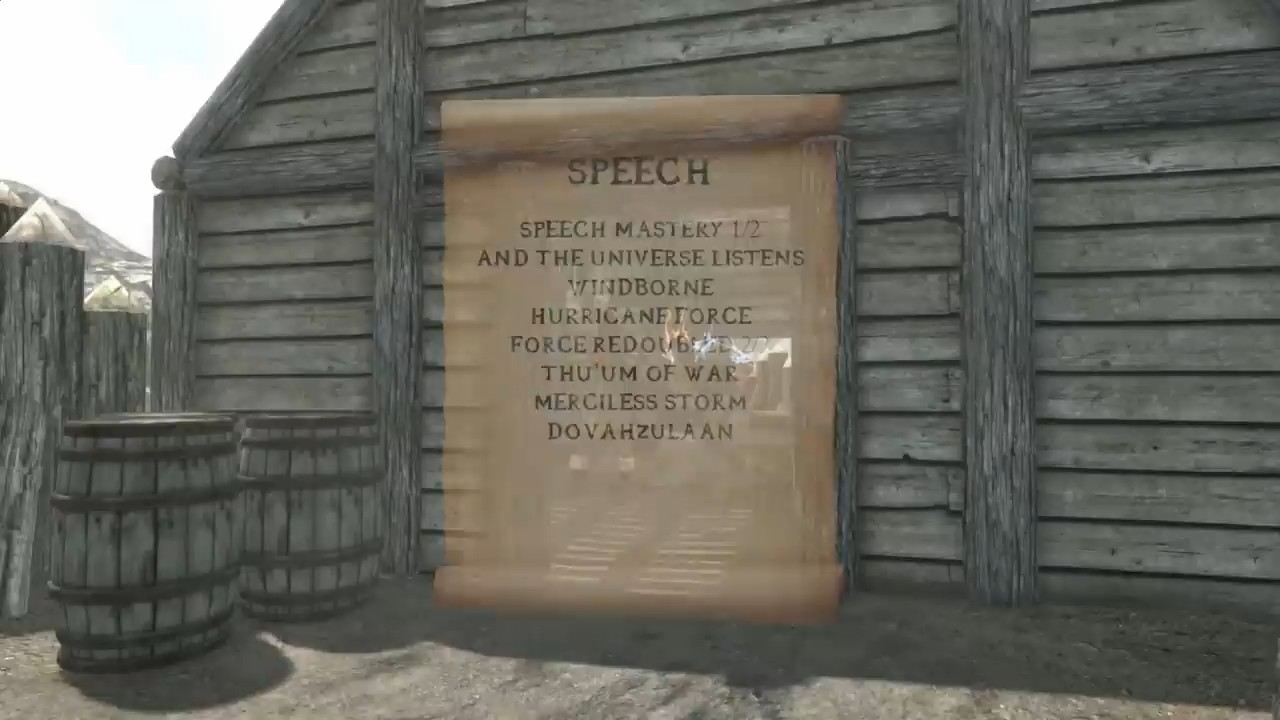 SPEECH
SPEECH MASTERY 1/2
AND THE UNIVERSE LISTENS
WINDBORNE
HURRICANE FORCE
FORCE REDOUBLED
THU'UM OF WAR
MERCILESS STORM
DOVAHZULAAN